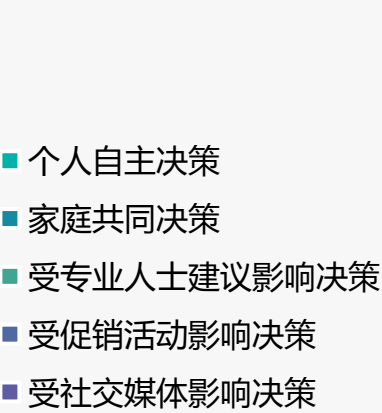 个人自主决策
家庭共同决策
受专业人士建议影响决策
受促销活动影响决策
受社交媒体影响决策